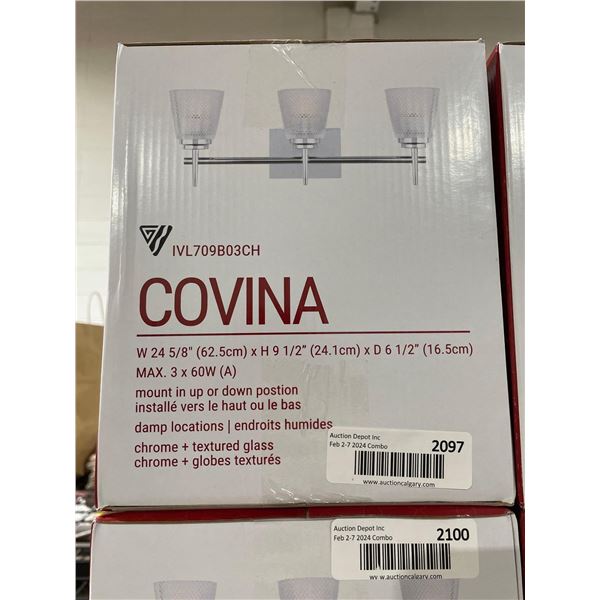 IVL709B03CH
COVINA
W 24 5/8" (62.5cm) x H 9 1/2" (24.1cm) x D 6 1/2" (16.5cm)
MAX. 3 x 60W (A)
mount in up or down postion
installé vers le haut ou le bas
damp locations | endroits humides
chrome + textured glass
chrome + globes texturés
Auction Depot Inc
Feb 2-7 2024 Combo
2097
www.auctioncalgary.com
Auction Depot Inc
Feb 2-7 2024 Combo
2100
www.auctioncalgary.com